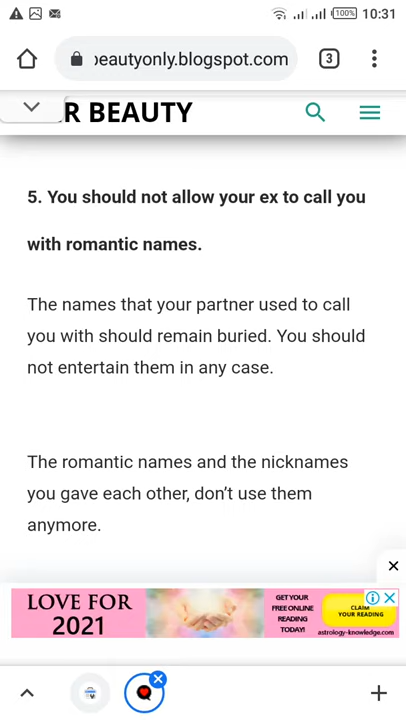 100%
10:31
beautyonly.blogspot.com
3
R BEAUTY
5. You should not allow your ex to call you
with romantic names.
The names that your partner used to call
you with should remain buried. You should
not entertain them in any case.
The romantic names and the nicknames
you gave each other, don't use them
anymore.
LOVE FOR
2021
GET YOUR
FREE ONLINE
READING
TODAY!
CLAIM
YOUR READING
astrology-knowledge.com